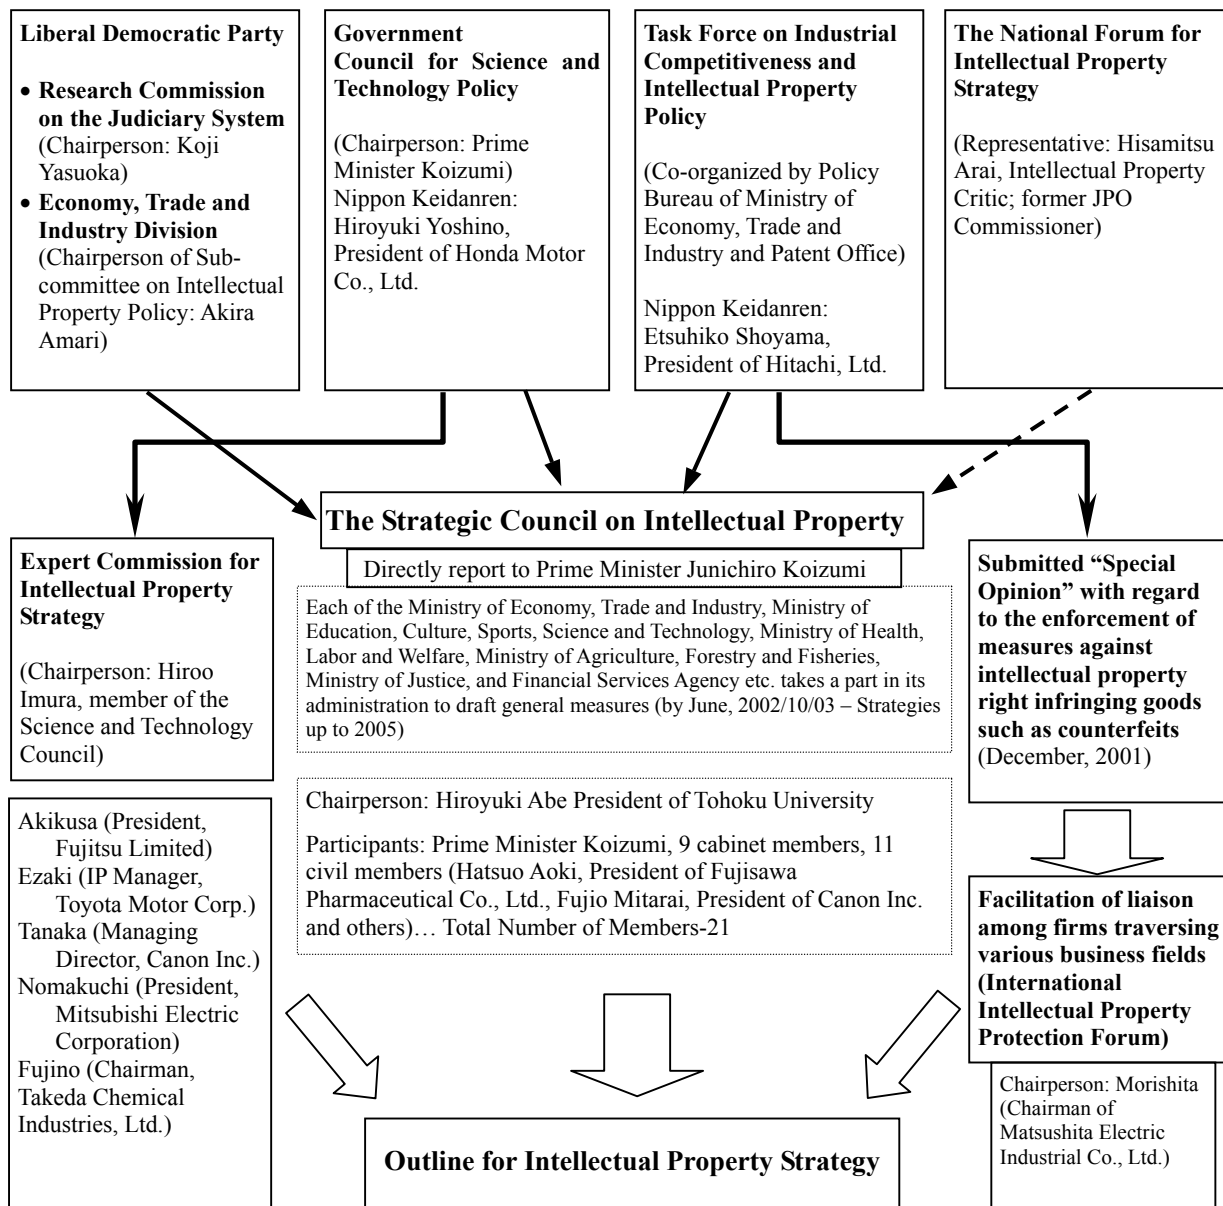 Liberal Democratic Party
• Research Commission
on the Judiciary System
(Chairperson: Koji
Yasuoka)
• Economy, Trade and
Industry Division
(Chairperson of Sub-
committee on Intellectual
Property Policy: Akira
Amari)
Government
Council for Science and
Technology Policy
(Chairperson: Prime
Minister Koizumi)
Nippon Keidanren:
Hiroyuki Yoshino,
President of Honda Motor
Co., Ltd.
Task Force on Industrial
Competitiveness and
Intellectual Property
Policy
(Co-organized by Policy
Bureau of Ministry of
Economy, Trade and
Industry and Patent Office)
Nippon Keidanren:
Etsuhiko Shoyama,
President of Hitachi, Ltd.
The National Forum for
Intellectual Property
Strategy
(Representative: Hisamitsu
Arai, Intellectual Property
Critic; former JPO
Commissioner)
The Strategic Council on Intellectual Property
Directly report to Prime Minister Junichiro Koizumi
Each of the Ministry of Economy, Trade and Industry, Ministry of
Education, Culture, Sports, Science and Technology, Ministry of Health,
Labor and Welfare, Ministry of Agriculture, Forestry and Fisheries,
Ministry of Justice, and Financial Services Agency etc. takes a part in its
administration to draft general measures (by June, 2002/10/03 – Strategies
up to 2005)
Chairperson: Hiroyuki Abe President of Tohoku University
Participants: Prime Minister Koizumi, 9 cabinet members, 11
civil members (Hatsuo Aoki, President of Fujisawa
Pharmaceutical Co., Ltd., Fujio Mitarai, President of Canon Inc.
and others)… Total Number of Members-21
Expert Commission for
Intellectual Property
Strategy
(Chairperson: Hiroo
Imura, member of the
Science and Technology
Council)
Akikusa (President,
Fujitsu Limited)
Ezaki (IP Manager,
Toyota Motor Corp.)
Tanaka (Managing
Director, Canon Inc.)
Nomakuchi (President,
Mitsubishi Electric
Corporation)
Fujino (Chairman,
Takeda Chemical
Industries, Ltd.)
Submitted “Special
Opinion” with regard
to the enforcement of
measures against
intellectual property
right infringing goods
such as counterfeits
(December, 2001)
Facilitation of liaison
among firms traversing
various business fields
(International
Intellectual Property
Protection Forum)
Chairperson: Morishita
(Chairman of
Matsushita Electric
Industrial Co., Ltd.)
Outline for Intellectual Property Strategy